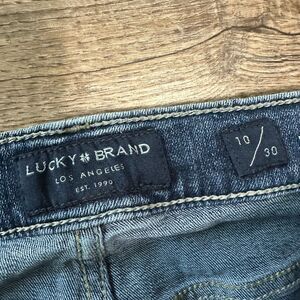 LUCKY BRAND
LOS ANGELES
EST. 1990
10/30